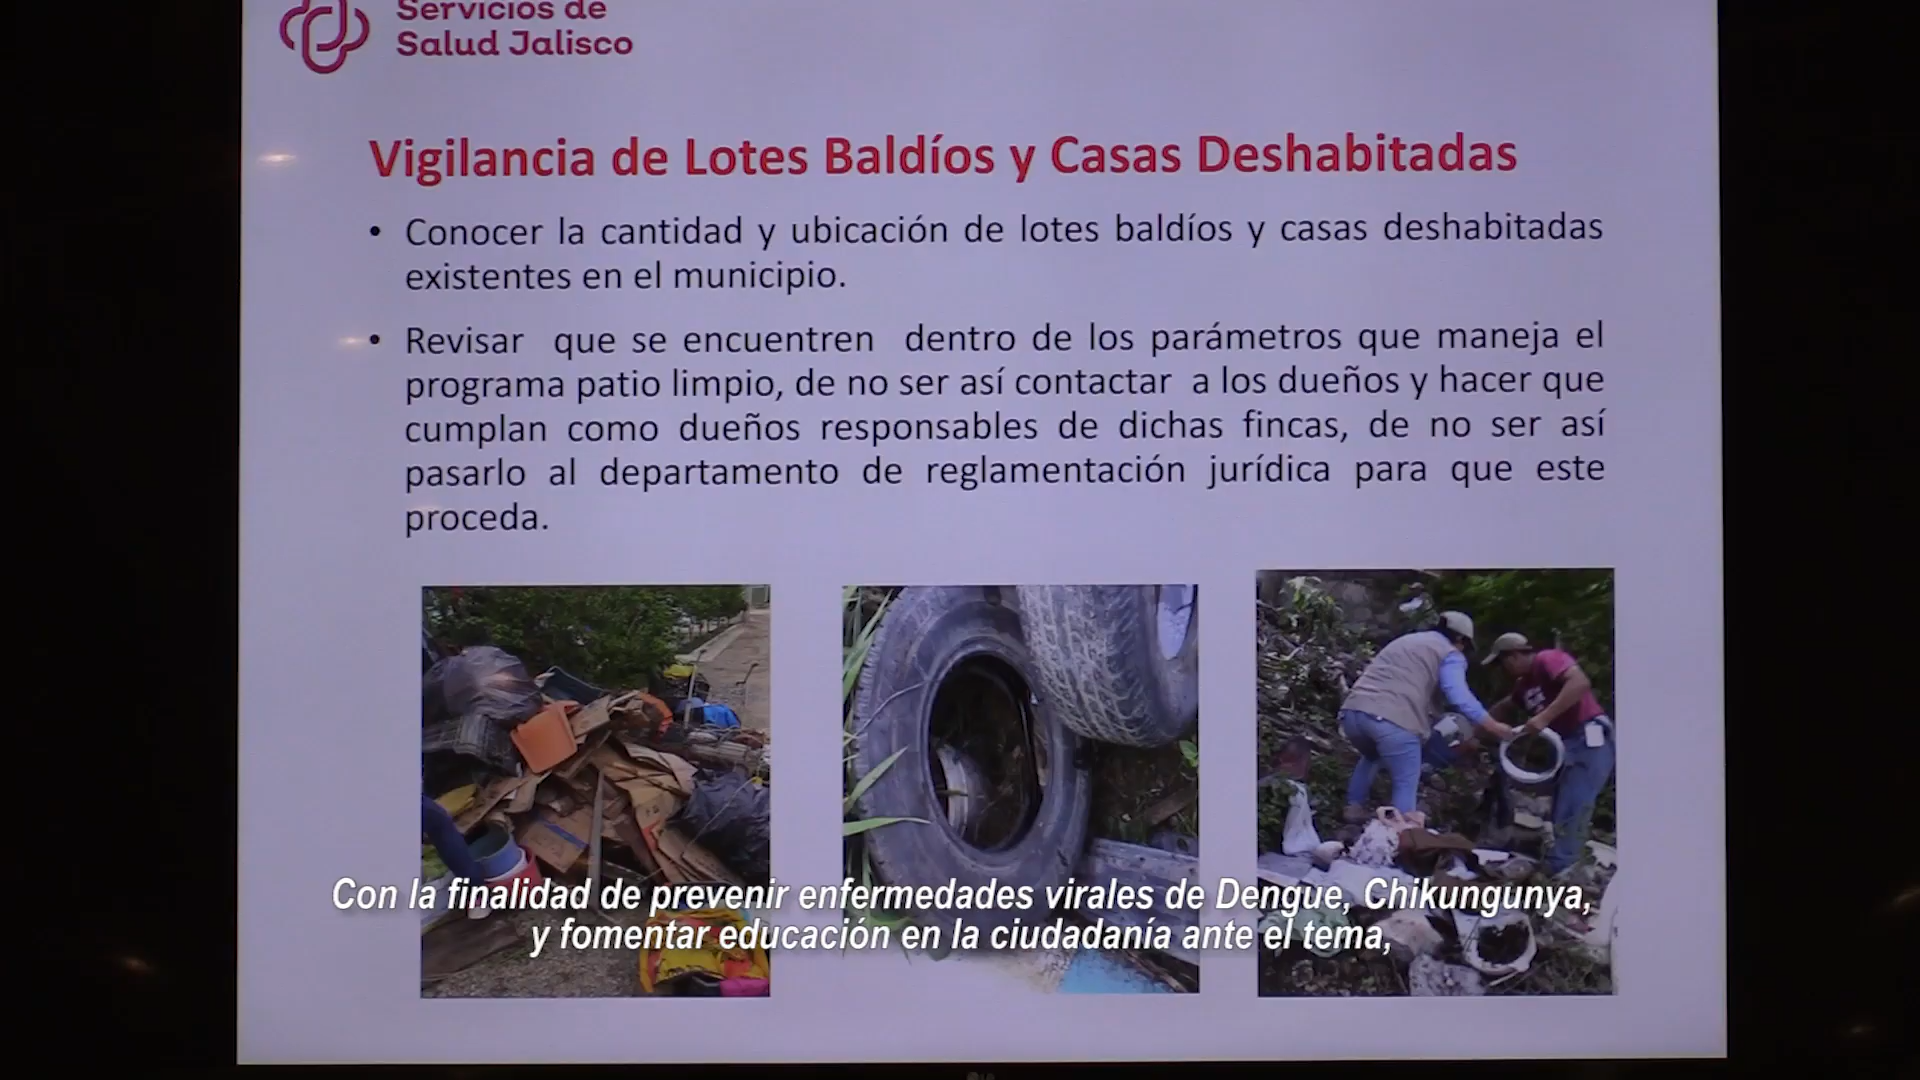 Servicios de
Salud Jalisco
Vigilancia de Lotes Baldíos y Casas Deshabitadas
• Conocer la cantidad y ubicación de lotes baldíos y casas deshabitadas
existentes en el municipio.
• Revisar que se encuentren dentro de los parámetros que maneja el
programa patio limpio, de no ser así contactar a los dueños y hacer que
cumplan como dueños responsables de dichas fincas, de no ser así
pasarlo al departamento de reglamentación jurídica para que este
proceda.
Con la finalidad de prevenir enfermedades virales de Dengue, Chikungunya,
y fomentar educación en la ciudadanía ante el tema,